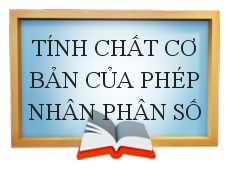 TÍNH CHẤT CƠ
BẢN CỦA PHÉP
NHÂN PHÂN SỐ